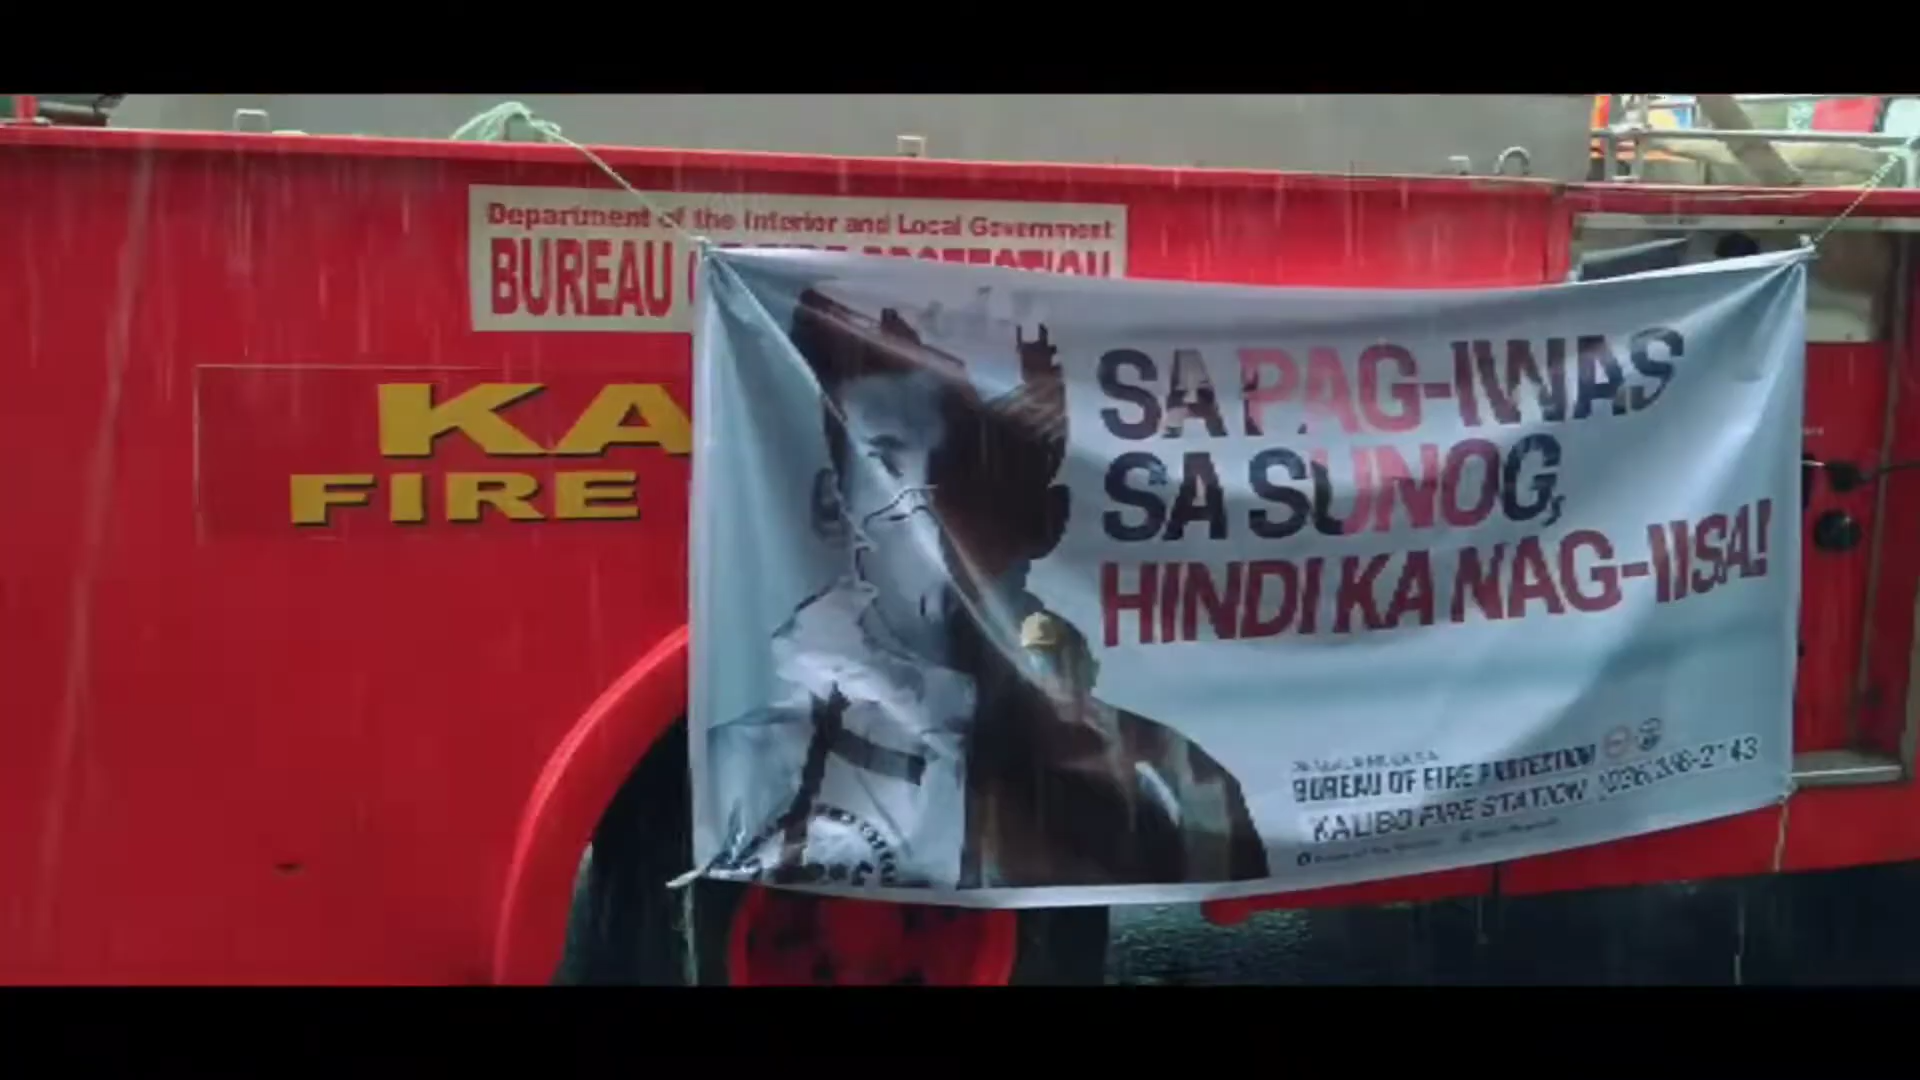 Department of the Interior and Local Government
BUREAU
KA
FIRE
SA PAG-IWAS
SA SUNOG,
HINDI KA NAG-IISA!
BUREAU OF FIRE PROTECTION
KALIBO FIRE STATION